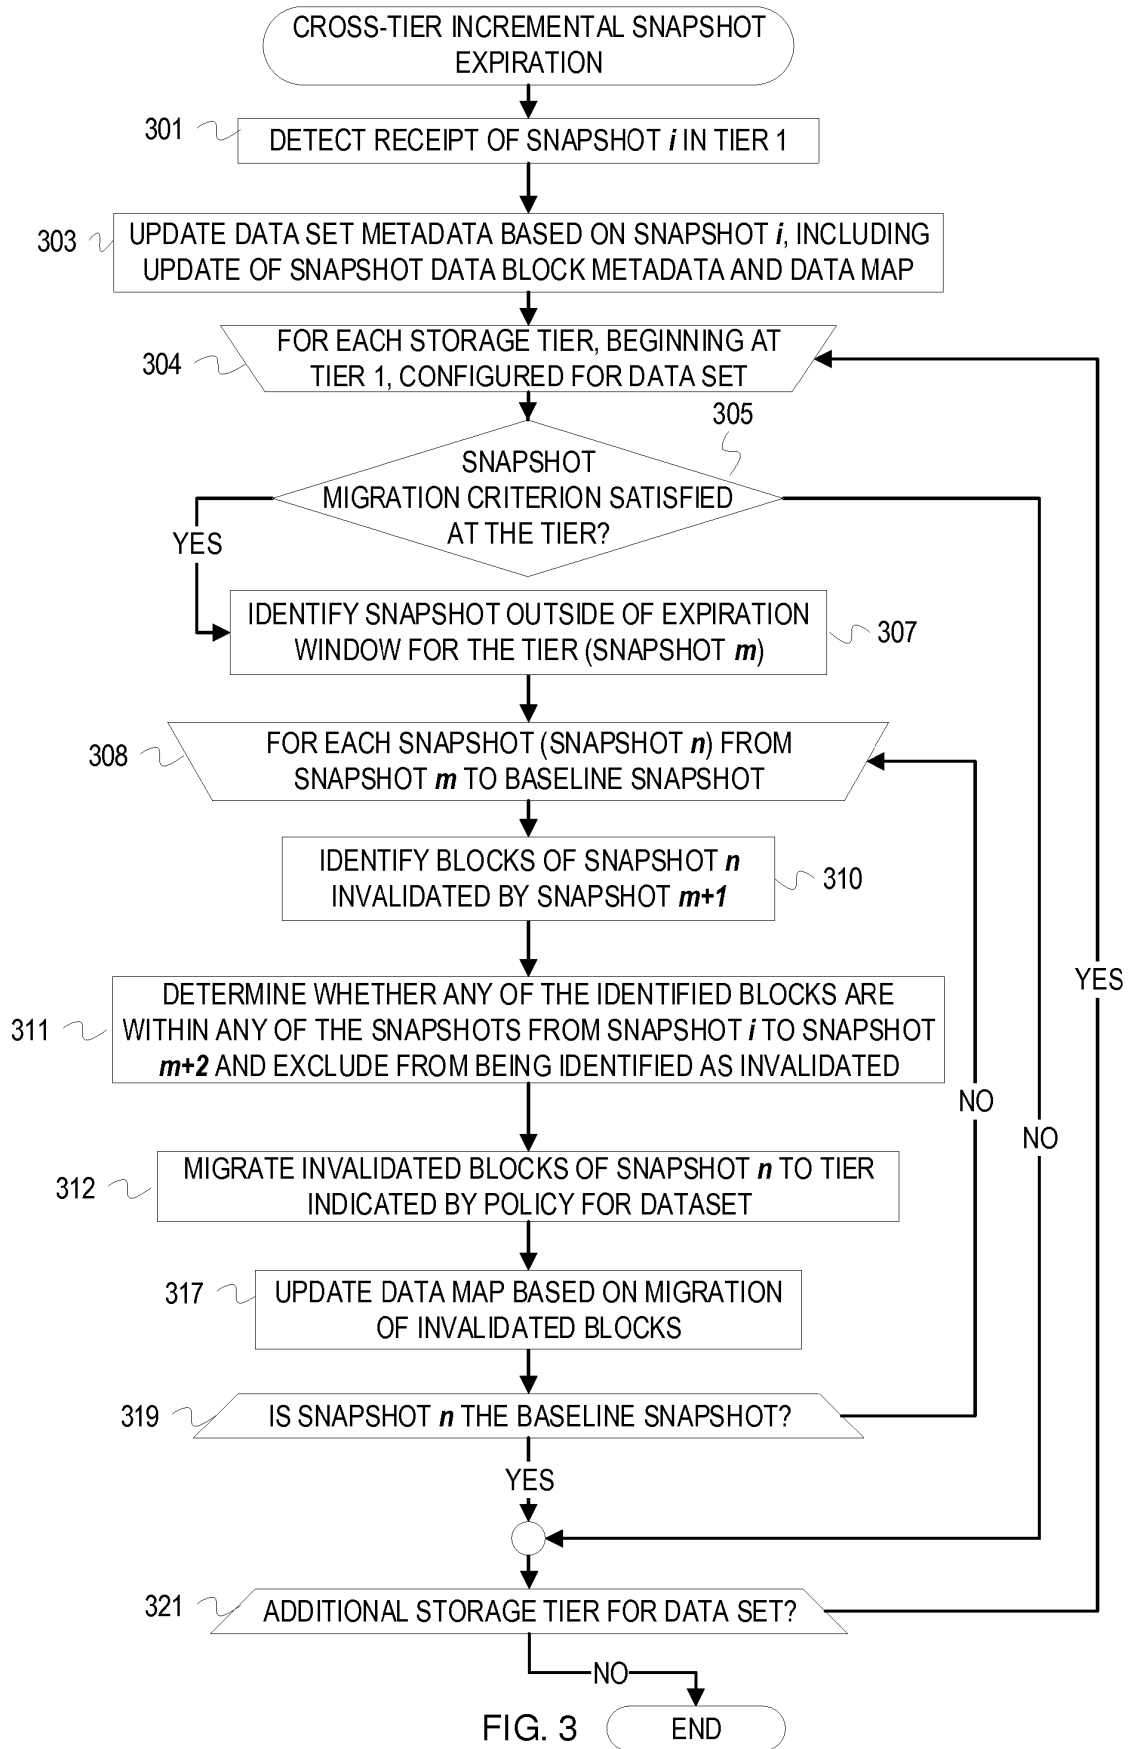 CROSS-TIER INCREMENTAL SNAPSHOT
EXPIRATION
301
DETECT RECEIPT OF SNAPSHOT i IN TIER 1
303
UPDATE DATA SET METADATA BASED ON SNAPSHOT i, INCLUDING
UPDATE OF SNAPSHOT DATA BLOCK METADATA AND DATA MAP
304
FOR EACH STORAGE TIER, BEGINNING AT
TIER 1, CONFIGURED FOR DATA SET
305
SNAPSHOT
MIGRATION CRITERION SATISFIED
AT THE TIER?
YES
IDENTIFY SNAPSHOT OUTSIDE OF EXPIRATION
WINDOW FOR THE TIER (SNAPSHOT m)
307
308
FOR EACH SNAPSHOT (SNAPSHOT n) FROM
SNAPSHOT m TO BASELINE SNAPSHOT
IDENTIFY BLOCKS OF SNAPSHOT n
INVALIDATED BY SNAPSHOT m+1
310
YES
311
DETERMINE WHETHER ANY OF THE IDENTIFIED BLOCKS ARE
WITHIN ANY OF THE SNAPSHOTS FROM SNAPSHOT i TO SNAPSHOT
m+2 AND EXCLUDE FROM BEING IDENTIFIED AS INVALIDATED
NO
NO
312
MIGRATE INVALIDATED BLOCKS OF SNAPSHOT n TO TIER
INDICATED BY POLICY FOR DATASET
317
UPDATE DATA MAP BASED ON MIGRATION
OF INVALIDATED BLOCKS
319
IS SNAPSHOT n THE BASELINE SNAPSHOT?
YES
321
ADDITIONAL STORAGE TIER FOR DATA SET?
NO
FIG. 3
END